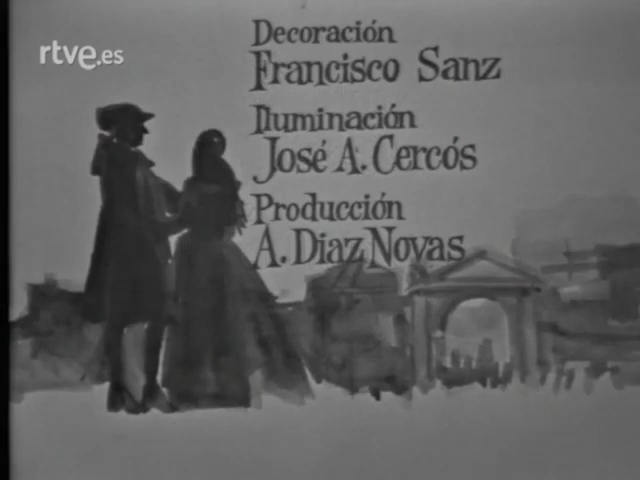 rtve.es
Decoración
Francisco Sanz
Iluminación
José A. Cercós
Producción
A. Diaz Novas